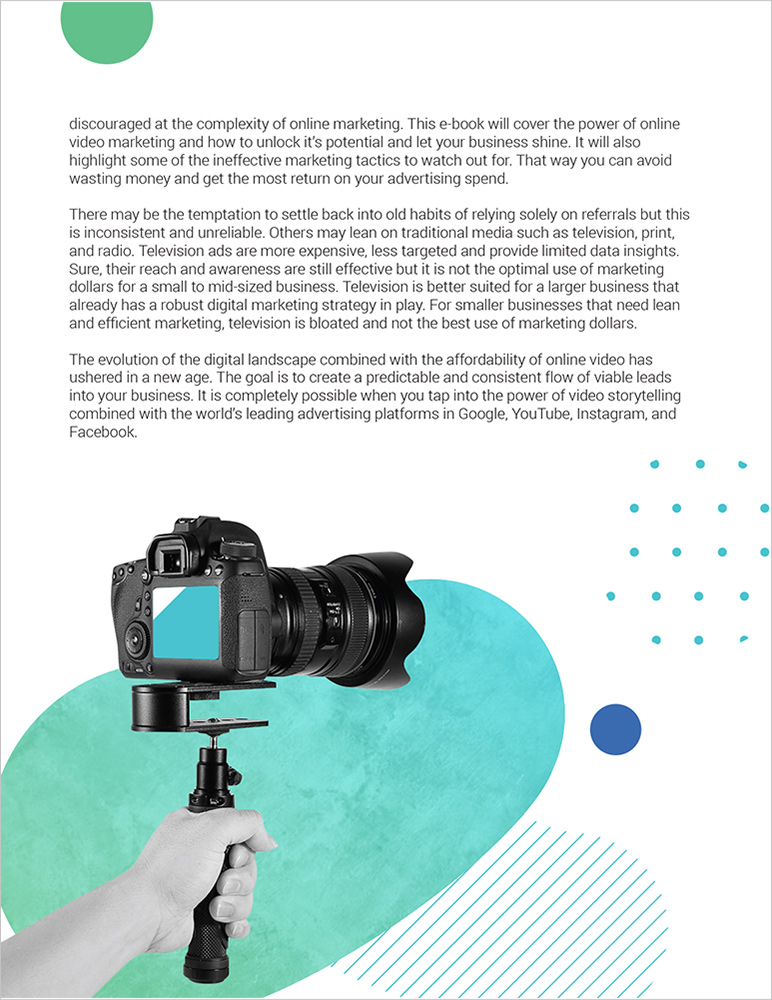 discouraged at the complexity of online marketing. This e-book will cover the power of online
video marketing and how to unlock it’s potential and let your business shine. It will also
highlight some of the ineffective marketing tactics to watch out for. That way you can avoid
wasting money and get the most return on your advertising spend.
There may be the temptation to settle back into old habits of relying solely on referrals but this
is inconsistent and unreliable. Others may lean on traditional media such as television, print,
and radio. Television ads are more expensive, less targeted and provide limited data insights.
Sure, their reach and awareness are still effective but it is not the optimal use of marketing
dollars for a small to mid-sized business. Television is better suited for a larger business that
already has a robust digital marketing strategy in play. For smaller businesses that need lean
and efficient marketing, television is bloated and not the best use of marketing dollars.
The evolution of the digital landscape combined with the affordability of online video has
ushered in a new age. The goal is to create a predictable and consistent flow of viable leads
into your business. It is completely possible when you tap into the power of video storytelling
combined with the world’s leading advertising platforms in Google, YouTube, Instagram, and
Facebook.